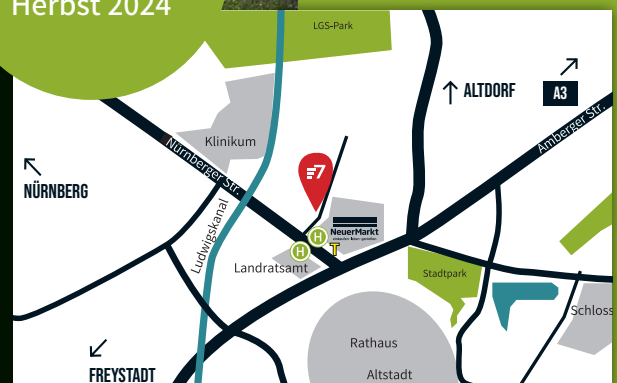 Herbst 2024
LGS-Park
ALTDORF
A3
Amberger Str.
Klinikum
Nürnberger Str.
NÜRNBERG
7
Ludwigskanal
H
NeuerMarkt
H
T
Landratsamt
Stadtpark
Schloss
Rathaus
FREYSTADT
Altstadt